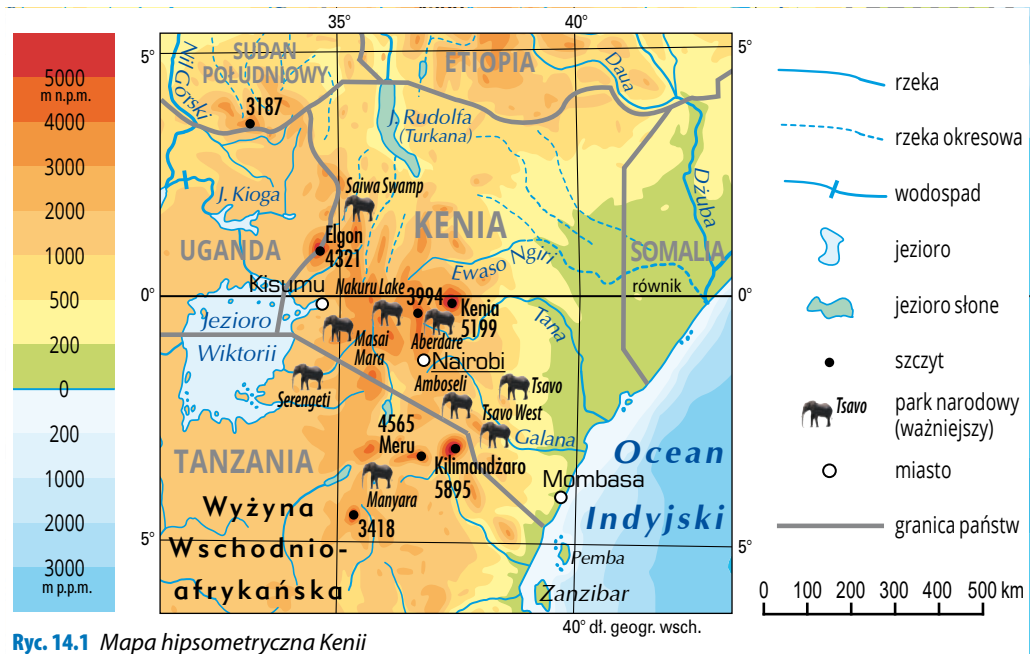 35°
40°
5°
5°
5000
m n.p.m.
4000
3000
2000
1000
500
200
0
200
1000
2000
3000
m p.p.m.
Nil Górski
SUDAN
POŁUDNIOWY
ETIOPIA
Daua
3187
J. Rudolfa
(Turkana)
Saiwa Swamp
J. Kioga
KENIA
Dżuba
UGANDA
Elgon
4321
Ewaso Ngiri
SOMALIA
Kisumu
Nakuru Lake
3994
równik
0°
0°
Kenia
5199
Jezioro
Wiktorii
Masai
Mara
Aberdare
Tana
Nairobi
Serengeti
Amboseli
Tsavo
Tsavo West
4565
Meru
Galana
TANZANIA
Kilimandżaro
5895
Ocean
Indyjski
Mombasa
Manyara
Wyżyna
Wschodnio-
afrykańska
3418
5°
5°
Pemba
Zanzibar
40° dł. geogr. wsch.
rzeka
rzeka okresowa
wodospad
jezioro
jezioro słone
szczyt
Tsavo
park narodowy
(ważniejszy)
miasto
granica państw
0 100 200 300 400 500 km
Ryc. 14.1 Mapa hipsometryczna Kenii